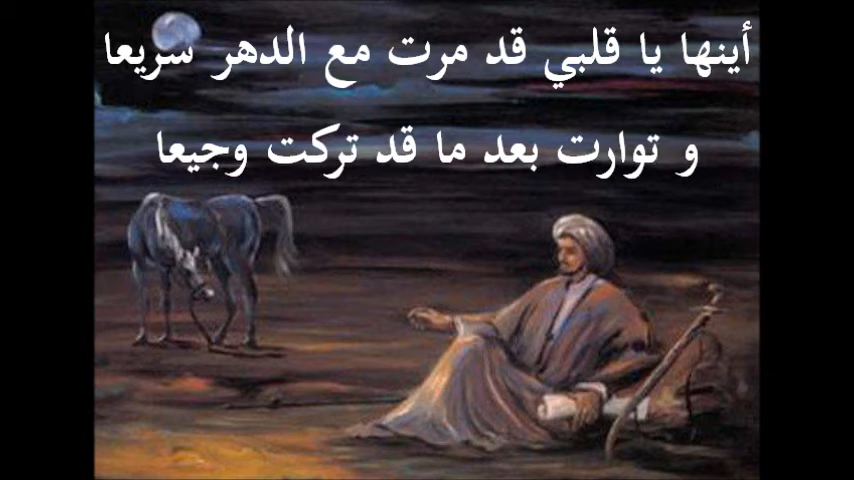 أينها يا قلبي قد مرت مع الدهر سريعا
و توارت بعد ما قد تركت وجيعا